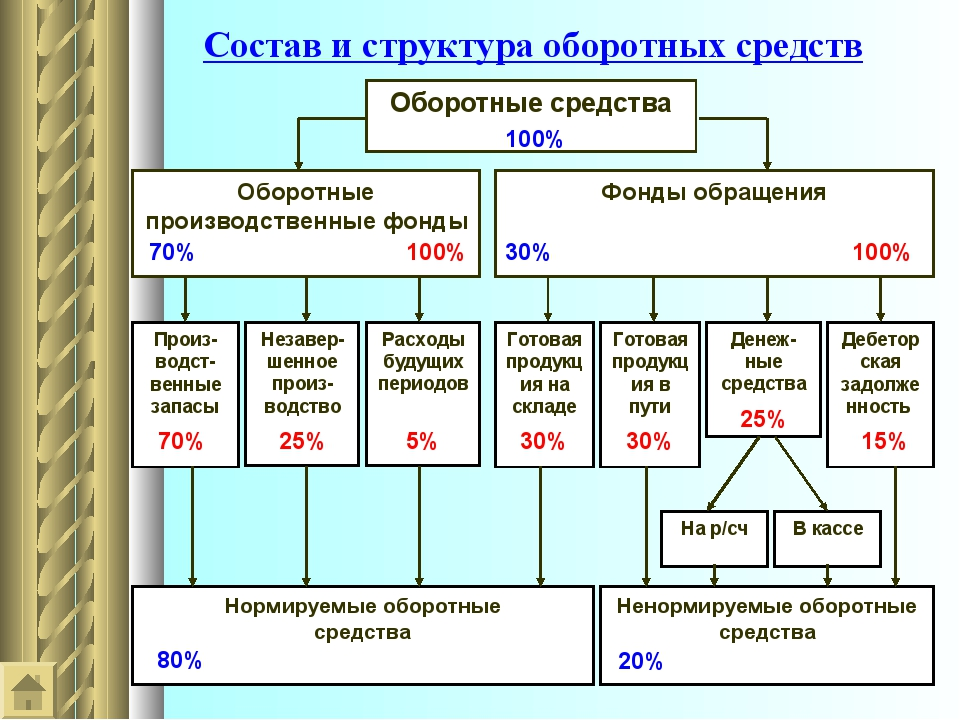 Состав и структура оборотных средств
Оборотные средства
100%
Оборотные
производственные фонды
70% 100%
Фонды обращения
30% 100%
Произ-
водст-
венные
запасы
70%
Незавер-
шенное
произ-
водство
25%
Расходы
будущих
периодов
5%
Готовая
продукц
ия на
складе
30%
Готовая
продукц
ия в
пути
30%
Денеж-
ные
средства
25%
Дебетор
ская
задолже
нность
15%
На р/сч
В кассе
Нормируемые оборотные
средства
80%
Ненормируемые оборотные
средства
20%